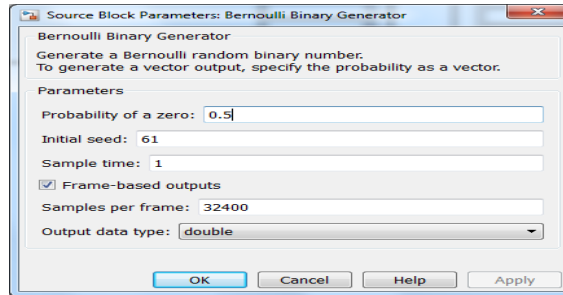 Source Block Parameters: Bernoulli Binary Generator
Bernoulli Binary Generator
Generate a Bernoulli random binary number.
To generate a vector output, specify the probability as a vector.
Parameters
Probability of a zero: 0.5
Initial seed: 61
Sample time: 1
Frame-based outputs
Samples per frame: 32400
Output data type: double
OK Cancel Help Apply